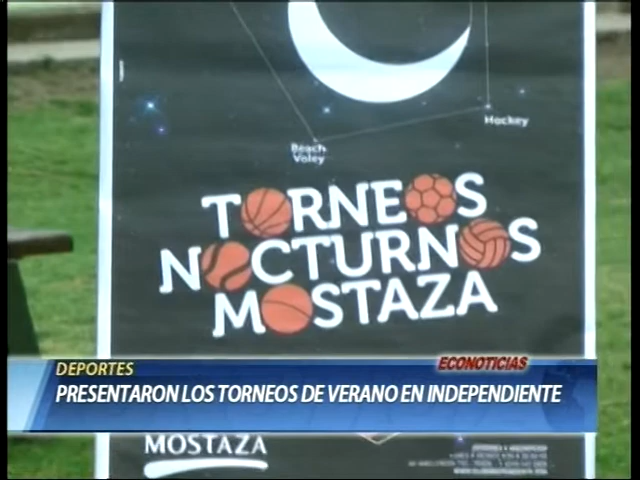 Beach
Voley
Hockey
TORNEOS
NOCTURNOS
MOSTAZA
DEPORTES
ECONOTICIAS
PRESENTARON LOS TORNEOS DE VERANO EN INDEPENDIENTE
MOSTAZA